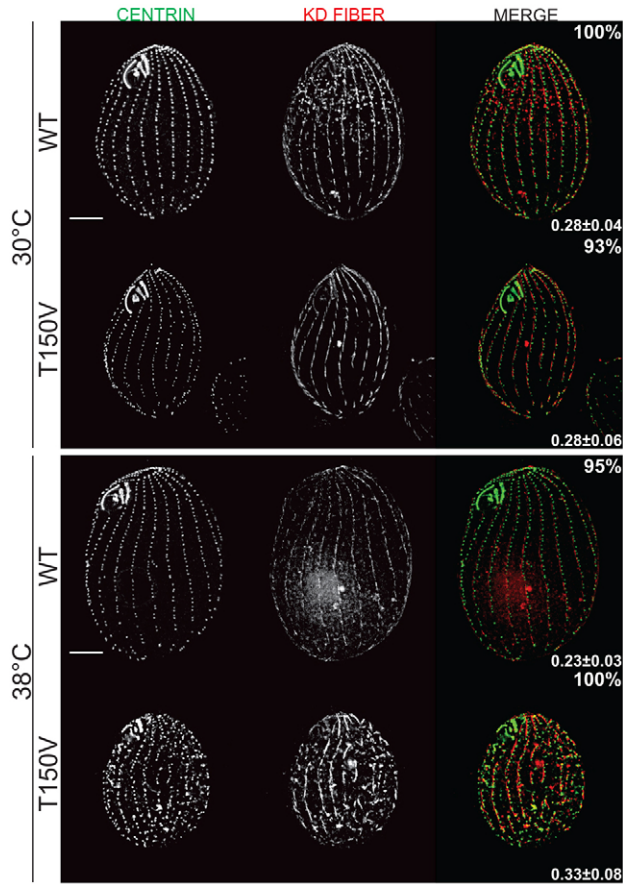 CENTRIN KD FIBER MERGE
30°C
WT
100%
0.28±0.04
T150V
93%
0.28±0.06
38°C
WT
95%
0.23±0.03
T150V
100%
0.33±0.08